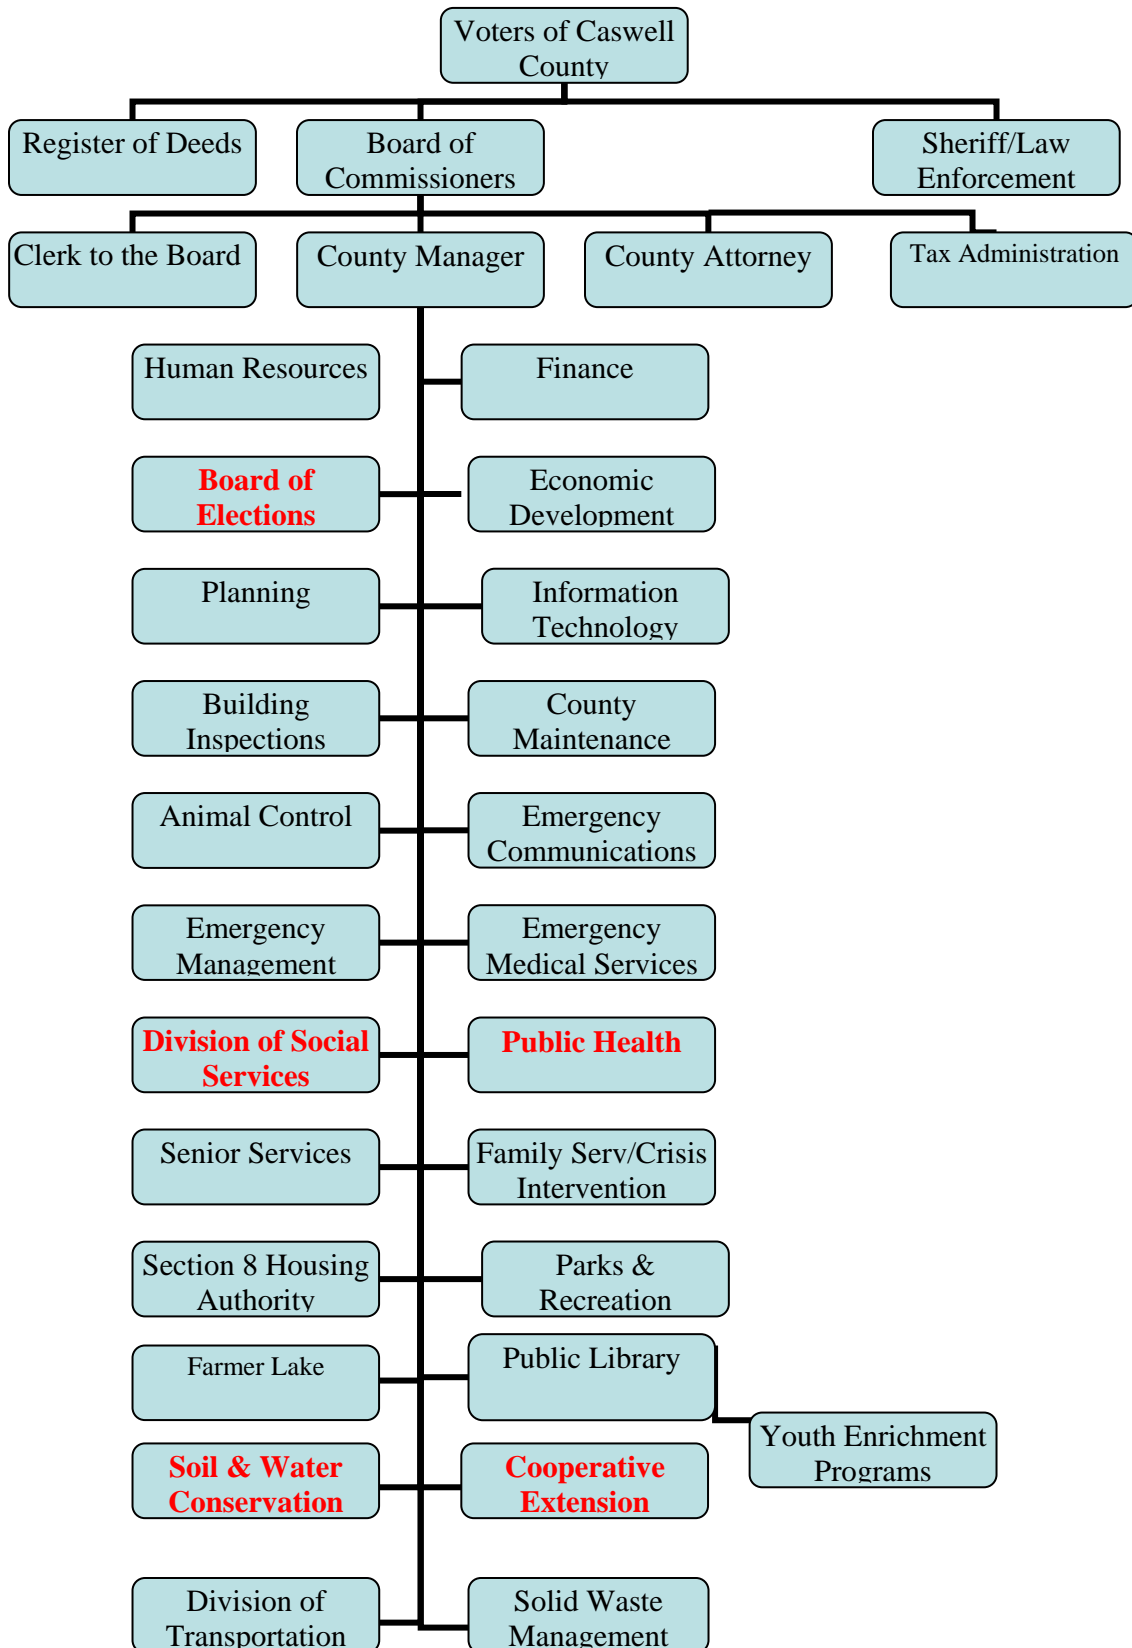 Voters of Caswell
County
Register of Deeds
Board of
Commissioners
Sheriff/Law
Enforcement
Clerk to the Board
County Manager
County Attorney
Tax Administration
Human Resources
Finance
Board of
Elections
Economic
Development
Planning
Information
Technology
Building
Inspections
County
Maintenance
Animal Control
Emergency
Communications
Emergency
Management
Emergency
Medical Services
Division of Social
Services
Public Health
Senior Services
Family Serv/Crisis
Intervention
Section 8 Housing
Authority
Parks &
Recreation
Farmer Lake
Public Library
Youth Enrichment
Programs
Soil & Water
Conservation
Cooperative
Extension
Division of
Transportation
Solid Waste
Management